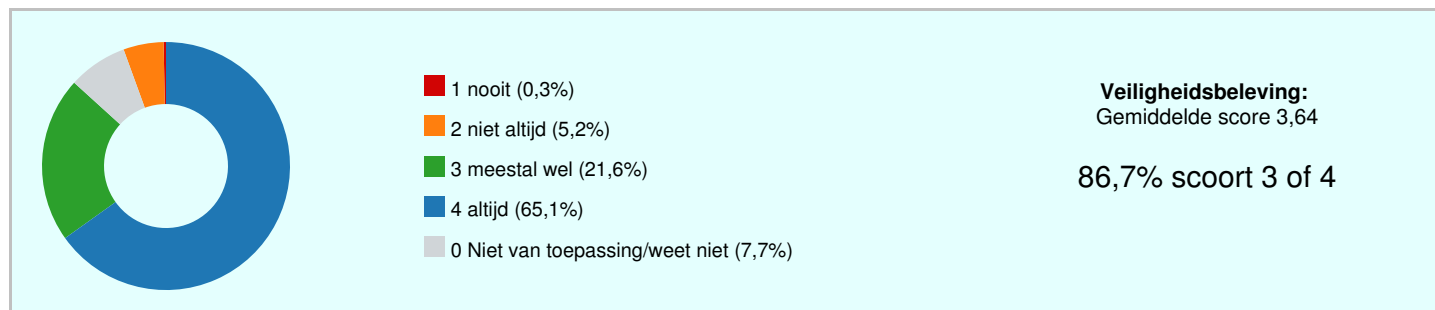 1 nooit (0,3%)
2 niet altijd (5,2%)
3 meestal wel (21,6%)
4 altijd (65,1%)
0 Niet van toepassing/weet niet (7,7%)
Veiligheidsbeleving:
Gemiddelde score 3,64
86,7% scoort 3 of 4